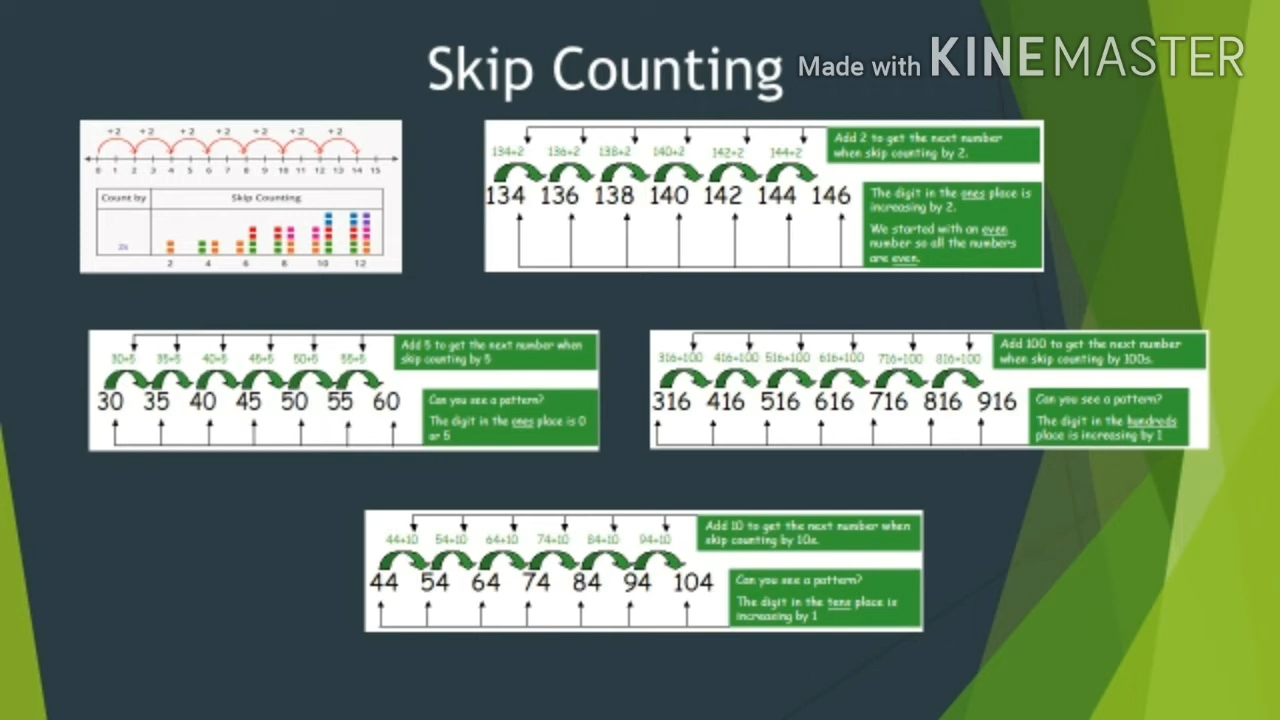 Skip Counting
Made with KINEMASTER
+2 +2 +2 +2 +2 +2 +2
0 1 2 3 4 5 6 7 8 9 10 11 12 13 14 15
Count by Skip Counting
2s
2 4 6 8 10 12
134+2 136+2 138+2 140+2 142+2 144+2
134 136 138 140 142 144 146
Add 2 to get the next number
when skip counting by 2.
The digit in the ones place is
increasing by 2.
We started with an even
number so all the numbers
are even.
30+5 35+5 40+5 45+5 50+5 55+5
30 35 40 45 50 55 60
Add 5 to get the next number when
skip counting by 5
Can you see a pattern?
The digit in the ones place is 0
or 5
316+100 416+100 516+100 616+100 716+100 816+100
316 416 516 616 716 816 916
Add 100 to get the next number
when skip counting by 100s.
Can you see a pattern?
The digit in the hundreds
place is increasing by 1
44+10 54+10 64+10 74+10 84+10 94+10
44 54 64 74 84 94 104
Add 10 to get the next number when
skip counting by 10s.
Can you see a pattern?
The digit in the tens place is
increasing by 1